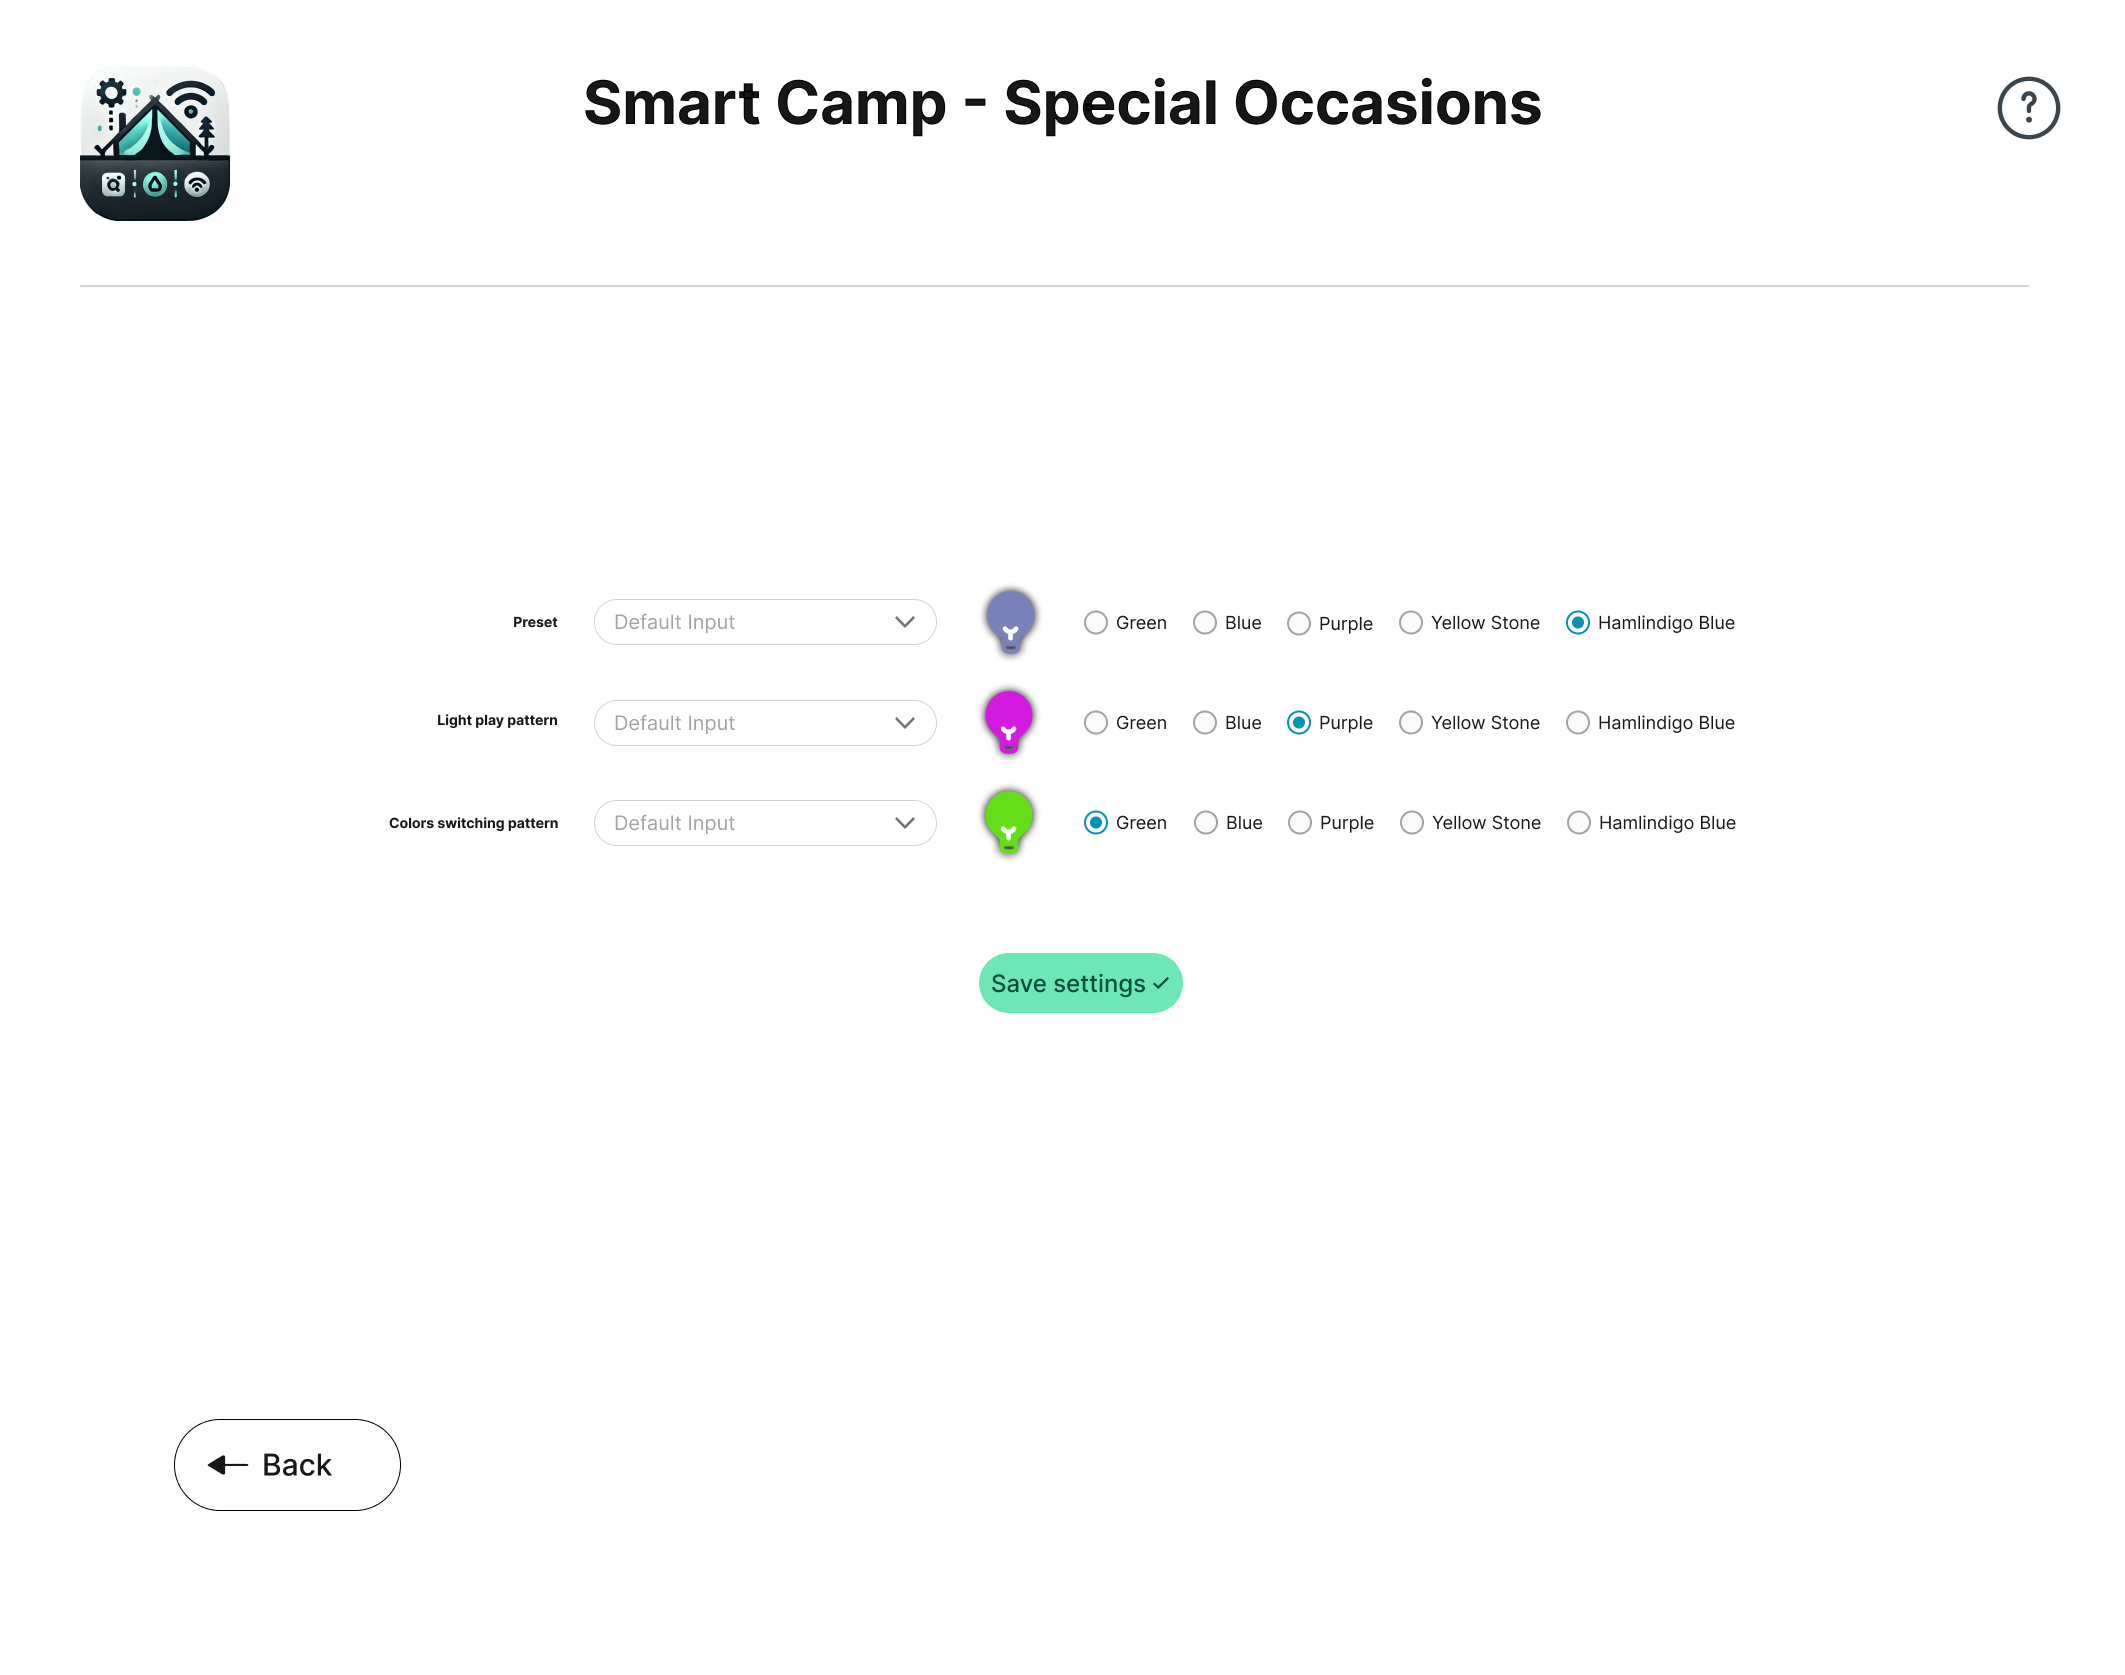 Smart Camp - Special Occasions
Preset Default Input Green Blue Purple Yellow Stone Hamlindigo Blue
Light play pattern Default Input Green Blue Purple Yellow Stone Hamlindigo Blue
Colors switching pattern Default Input Green Blue Purple Yellow Stone Hamlindigo Blue
Save settings
Back